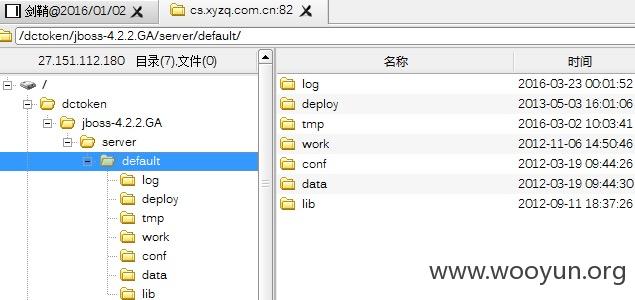 剑鞘@2016/01/02
cs.xyzq.com.cn:82
/dctoken/jboss-4.2.2.GA/server/default/
27.151.112.180 目录(7),文件(0)
/
dctoken
jboss-4.2.2.GA
server
default
log
deploy
tmp
work
conf
data
lib
名称 时间
log 2016-03-23 00:01:52
deploy 2013-05-03 16:01:06
tmp 2016-03-02 10:03:41
work 2012-11-06 14:50:46
conf 2012-03-19 09:44:26
data 2012-03-19 09:44:30
lib 2012-09-11 18:37:26
www.wooyun.org